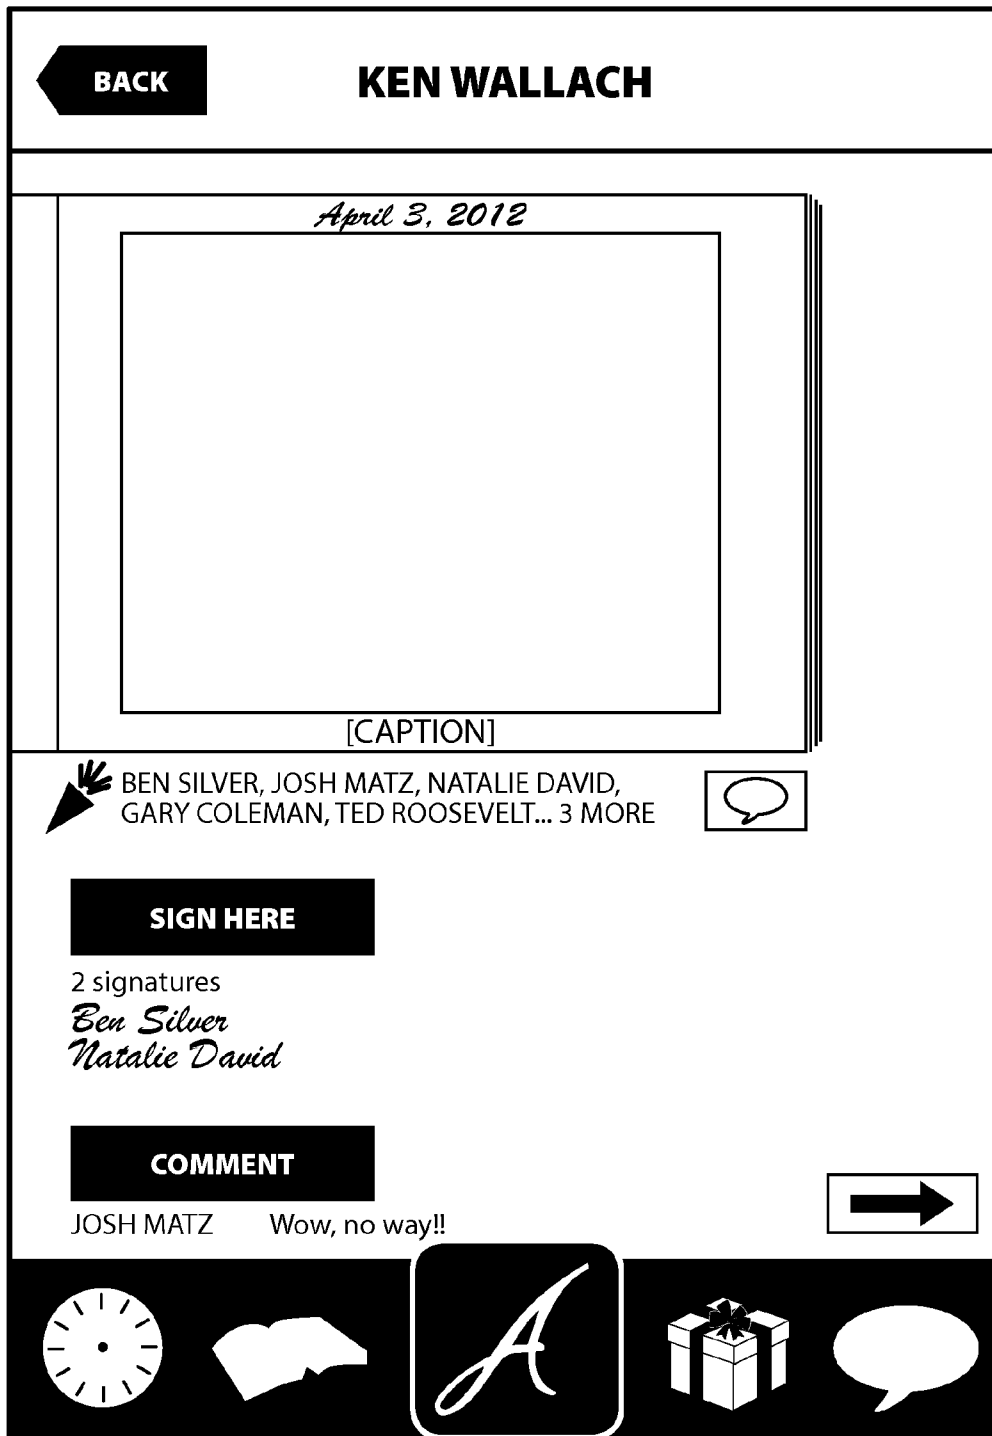 BACK
KEN WALLACH
April 3, 2012
[CAPTION]
BEN SILVER, JOSH MATZ, NATALIE DAVID,
GARY COLEMAN, TED ROOSEVELT... 3 MORE
SIGN HERE
2 signatures
Ben Silver
Natalie David
COMMENT
JOSH MATZ Wow, no way!!
A